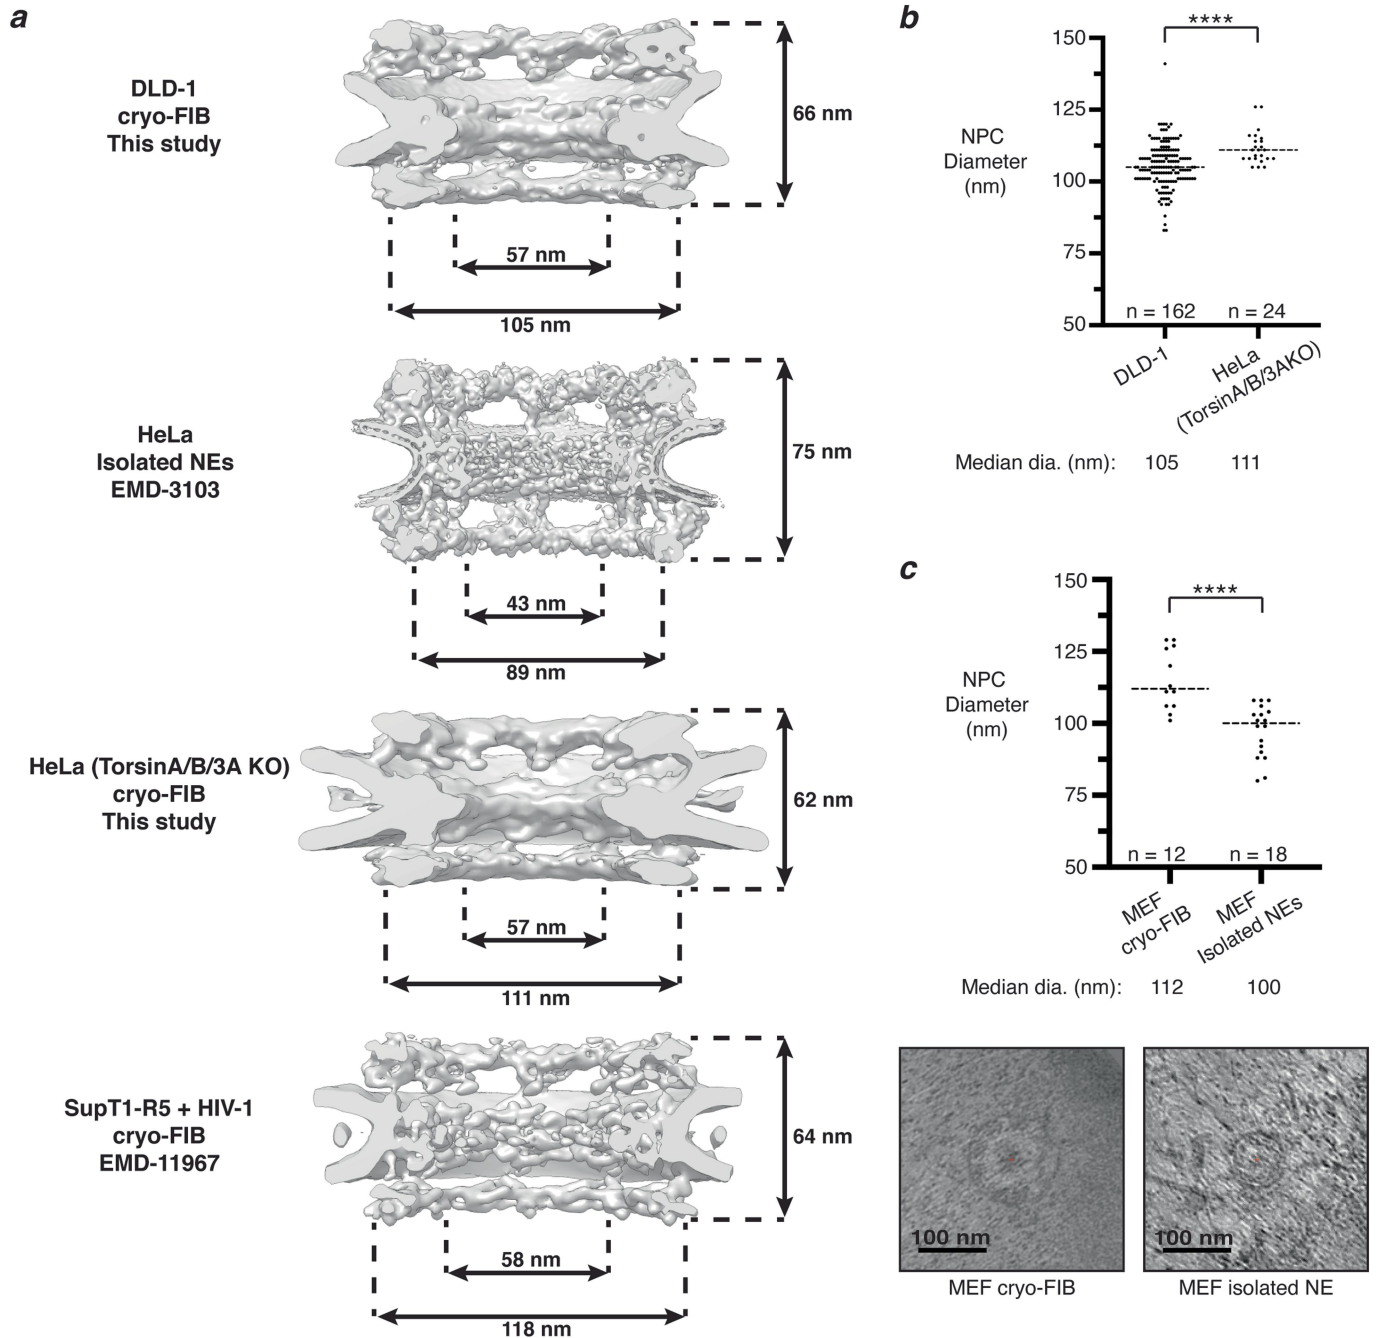 a
DLD-1
cryo-FIB
This study
66 nm
57 nm
105 nm
HeLa
Isolated NEs
EMD-3103
75 nm
43 nm
89 nm
HeLa (TorsinA/B/3A KO)
cryo-FIB
This study
62 nm
57 nm
111 nm
SupT1-R5 + HIV-1
cryo-FIB
EMD-11967
64 nm
58 nm
118 nm
b
****
150
125
100
75
50
NPC
Diameter
(nm)
n = 162
n = 24
DLD-1
HeLa
(TorsinA/B/3AKO)
Median dia. (nm): 105 111
c
****
150
125
100
75
50
NPC
Diameter
(nm)
n = 12
n = 18
MEF
cryo-FIB
MEF
Isolated NEs
Median dia. (nm): 112 100
100 nm
100 nm
MEF cryo-FIB
MEF isolated NE